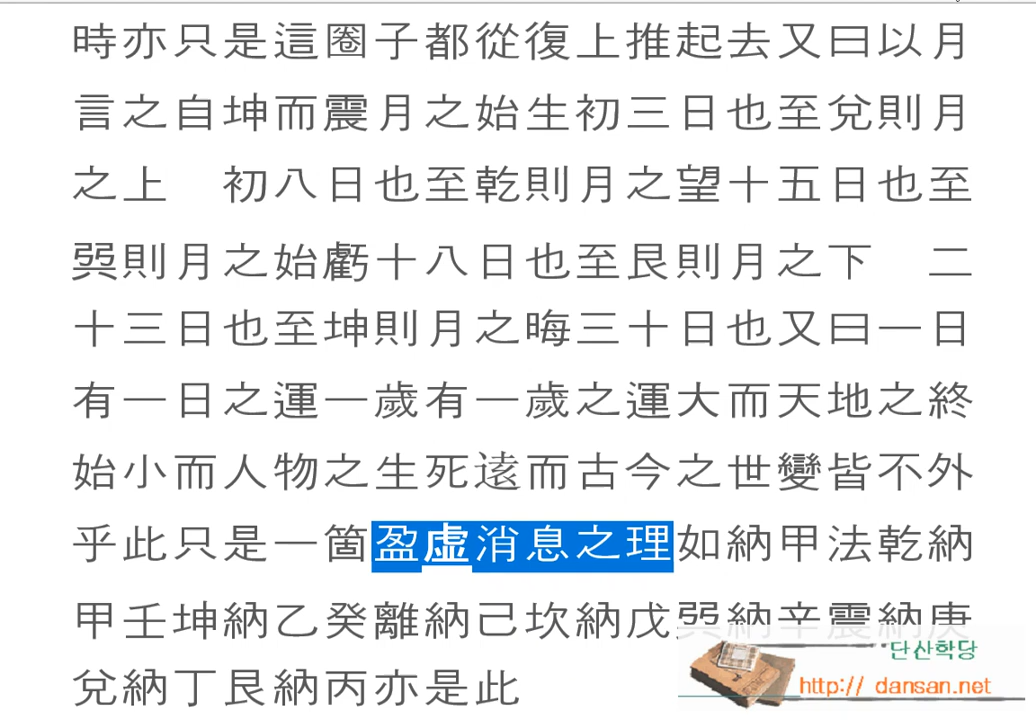 時亦只是這圈子都從復上推起去又曰以月
言之自坤而震月之始生初三日也至兌則月
之上　初八日也至乾則月之望十五日也至
巽則月之始虧十八日也至艮則月之下　二
十三日也至坤則月之晦三十日也又曰一日
有一日之運一歲有一歲之運大而天地之終
始小而人物之生死遠而古今之世變皆不外
乎此只是一箇盈虛消息之理如納甲法乾納
甲壬坤納乙癸離納己坎納戊巽納辛震納庚
兌納丁艮納丙亦是此
단산학당
http:// dansan.net